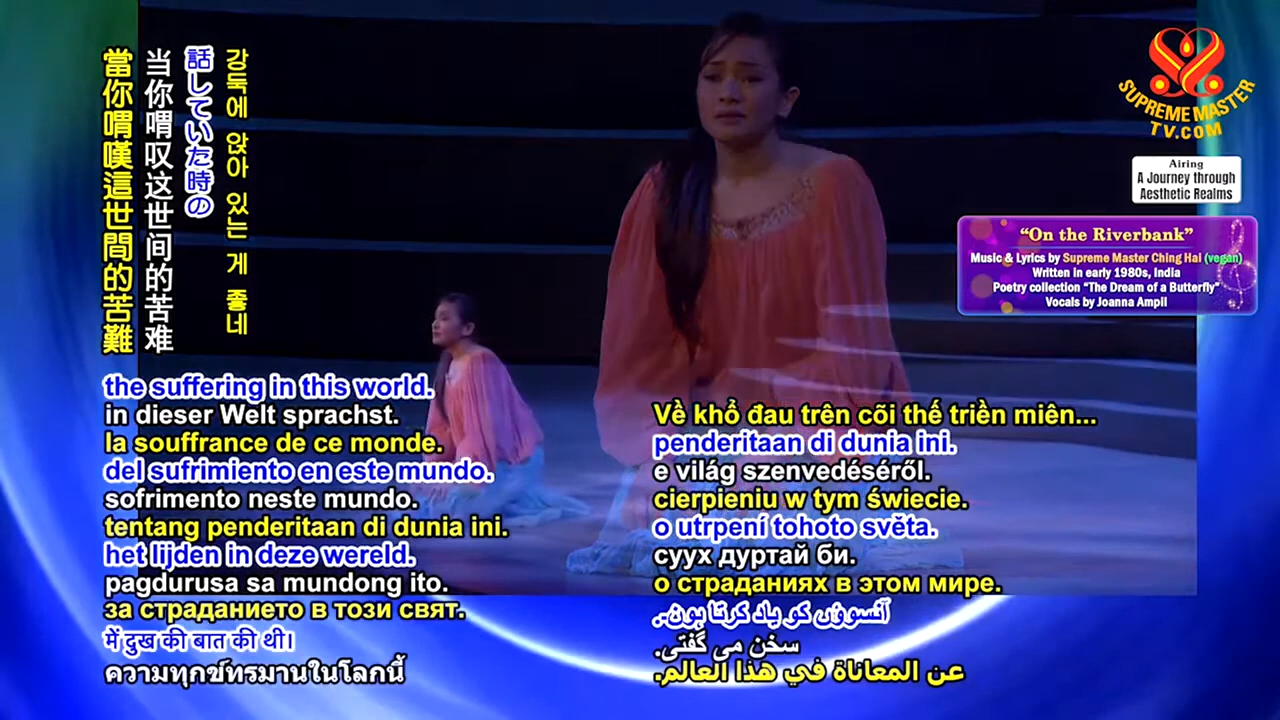 當你喟嘆這世間的苦難
当你喟叹这世间的苦难
話していた時の
강둑에 앉아 있는 게 좋네
SUPREME MASTER
TV.COM
Airing
A Journey through
Aesthetic Realms
“On the Riverbank”
Music & Lyrics by Supreme Master Ching Hai (vegan)
Written in early 1980s, India
Poetry collection “The Dream of a Butterfly”
Vocals by Joanna Ampil
the suffering in this world.
in dieser Welt sprachst.
la souffrance de ce monde.
del sufrimiento en este mundo.
sofrimento neste mundo.
tentang penderitaan di dunia ini.
het lijden in deze wereld.
pagdurusa sa mundong ito.
за страданието в този свят.
में दुख की बात की थी।
ความทุกข์ทรมานในโลกนี้
Về khổ đau trên cõi thế triền miên...
penderitaan di dunia ini.
e világ szenvedéséről.
cierpieniu w tym świecie.
o utrpení tohoto světa.
суух дуртай би.
о страданиях в этом мире.
آنسوؤں کو یاد کرتا ہوں۔.
سخن می گفتی.
عن المعاناة في هذا العالم.